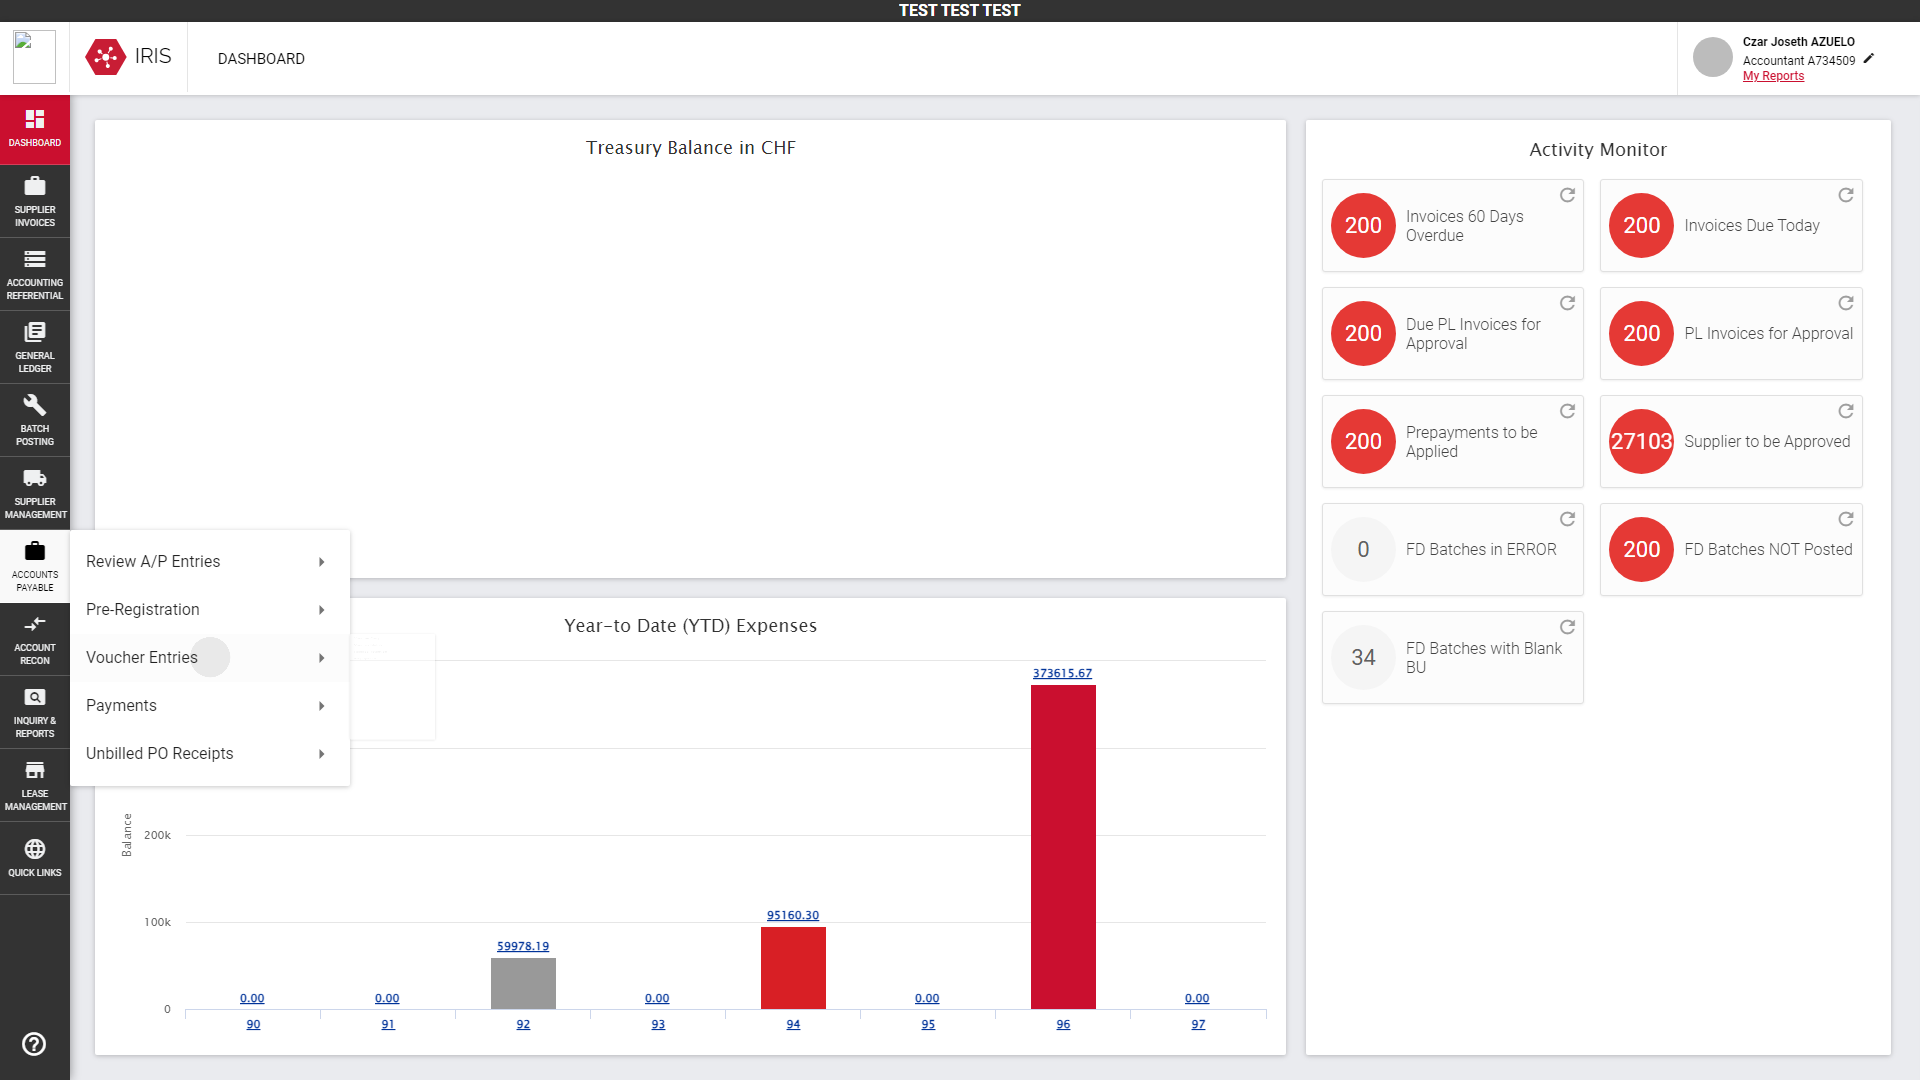 TEST TEST TEST
IRIS
DASHBOARD
Czar Joseth AZUELO
Accountant A734509
My Reports
DASHBOARD
SUPPLIER
INVOICES
ACCOUNTING
REFERENTIAL
GENERAL
LEDGER
BATCH
POSTING
SUPPLIER
MANAGEMENT
ACCOUNTS
PAYABLE
ACCOUNT
RECON
INQUIRY &
REPORTS
LEASE
MANAGEMENT
QUICK LINKS
Review A/P Entries
Pre-Registration
Voucher Entries
Payments
Unbilled PO Receipts
Treasury Balance in CHF
Year-to Date (YTD) Expenses
Balance
200k
100k
0
0.00
0.00
59978.19
0.00
95160.30
0.00
373615.67
0.00
90
91
92
93
94
95
96
97
Activity Monitor
200
Invoices 60 Days
Overdue
200
Invoices Due Today
200
Due PL Invoices for
Approval
200
PL Invoices for Approval
200
Prepayments to be
Applied
27103
Supplier to be Approved
0
FD Batches in ERROR
200
FD Batches NOT Posted
34
FD Batches with Blank
BU